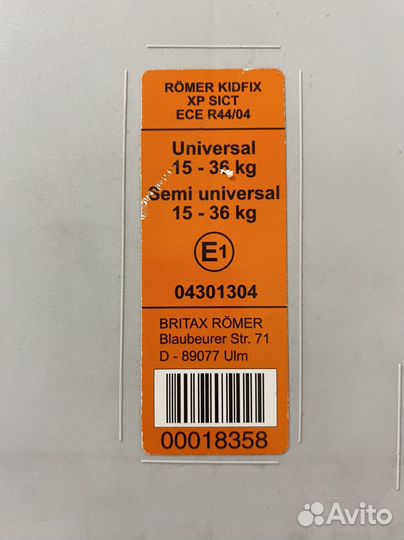 RÖMER KIDFIX
XP SICT
ECE R44/04
Universal
15 - 36 kg
Semi universal
15 - 36 kg
E1
04301304
BRITAX RÖMER
Blaubeurer Str. 71
D - 89077 Ulm
00018358
Avito